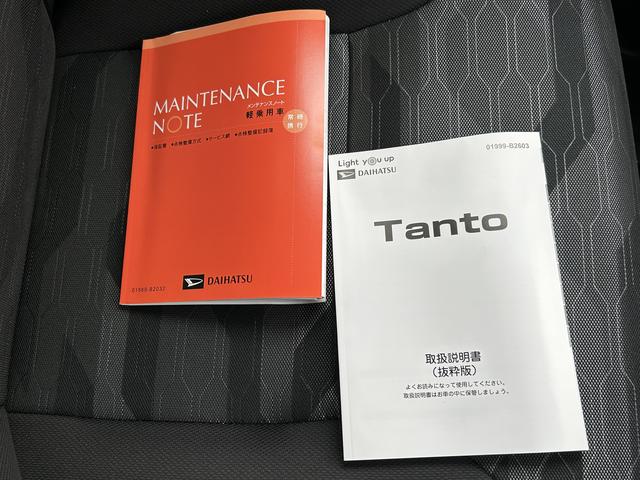 MAINTENANCE
NOTE
メンテナンスノート
軽乗用車
常時
携行
●保証書 ●点検整備方式 ●サービス網 ●点検整備記録簿
01999-B2037
DAIHATSU
Light you up
DAIHATSU
01999-B2603
Tanto
取扱説明書
（抜粋版）
よくお読みになって使用してください。
取扱説明書はお車の中に保管しましょう。